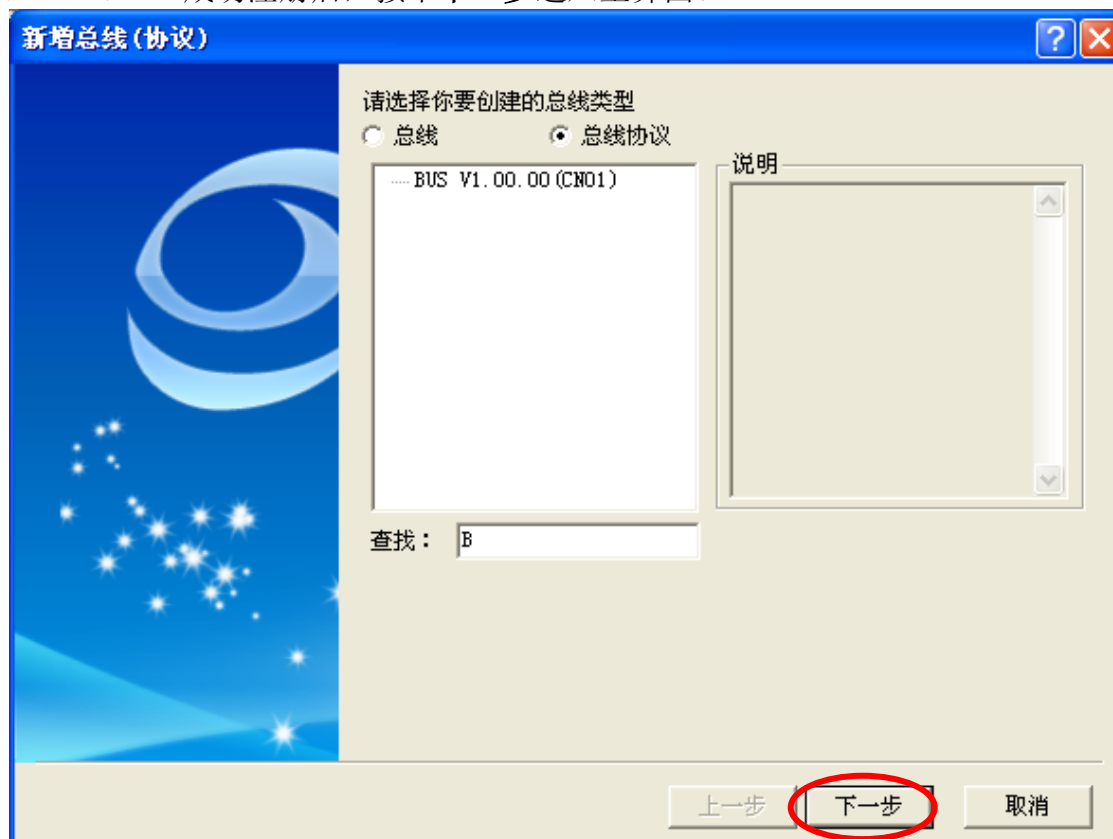 新增总线(协议)
请选择你要创建的总线类型
总线
总线协议
BUS V1.00.00(CN01)
说明
查找：
B
上一步
下一步
取消